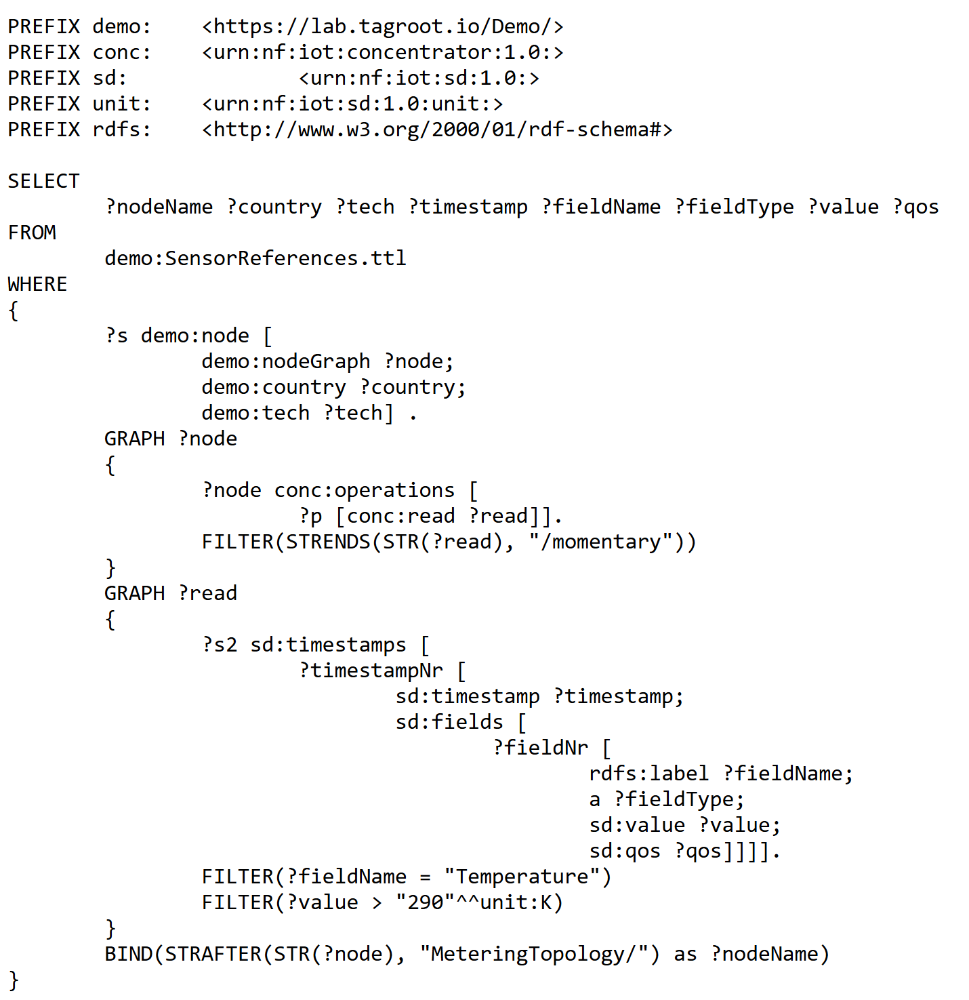 PREFIX demo:    <https://lab.tagroot.io/Demo/>
PREFIX conc:    <urn:nf:iot:concentrator:1.0:>
PREFIX sd:              <urn:nf:iot:sd:1.0:>
PREFIX unit:    <urn:nf:iot:sd:1.0:unit:>
PREFIX rdfs:    <http://www.w3.org/2000/01/rdf-schema#>

SELECT
        ?nodeName ?country ?tech ?timestamp ?fieldName ?fieldType ?value ?qos
FROM
        demo:SensorReferences.ttl
WHERE
{
        ?s demo:node [
                demo:nodeGraph ?node;
                demo:country ?country;
                demo:tech ?tech] .
        GRAPH ?node
        {
                ?node conc:operations [
                        ?p [conc:read ?read]].
                FILTER(STRENDS(STR(?read), "/momentary"))
        }
        GRAPH ?read
        {
                ?s2 sd:timestamps [
                        ?timestampNr [
                                sd:timestamp ?timestamp;
                                sd:fields [
                                        ?fieldNr [
                                                rdfs:label ?fieldName;
                                                a ?fieldType;
                                                sd:value ?value;
                                                sd:qos ?qos]]]].
                FILTER(?fieldName = "Temperature")
                FILTER(?value > "290"^^unit:K)
        }
        BIND(STRAFTER(STR(?node), "MeteringTopology/") as ?nodeName)
}